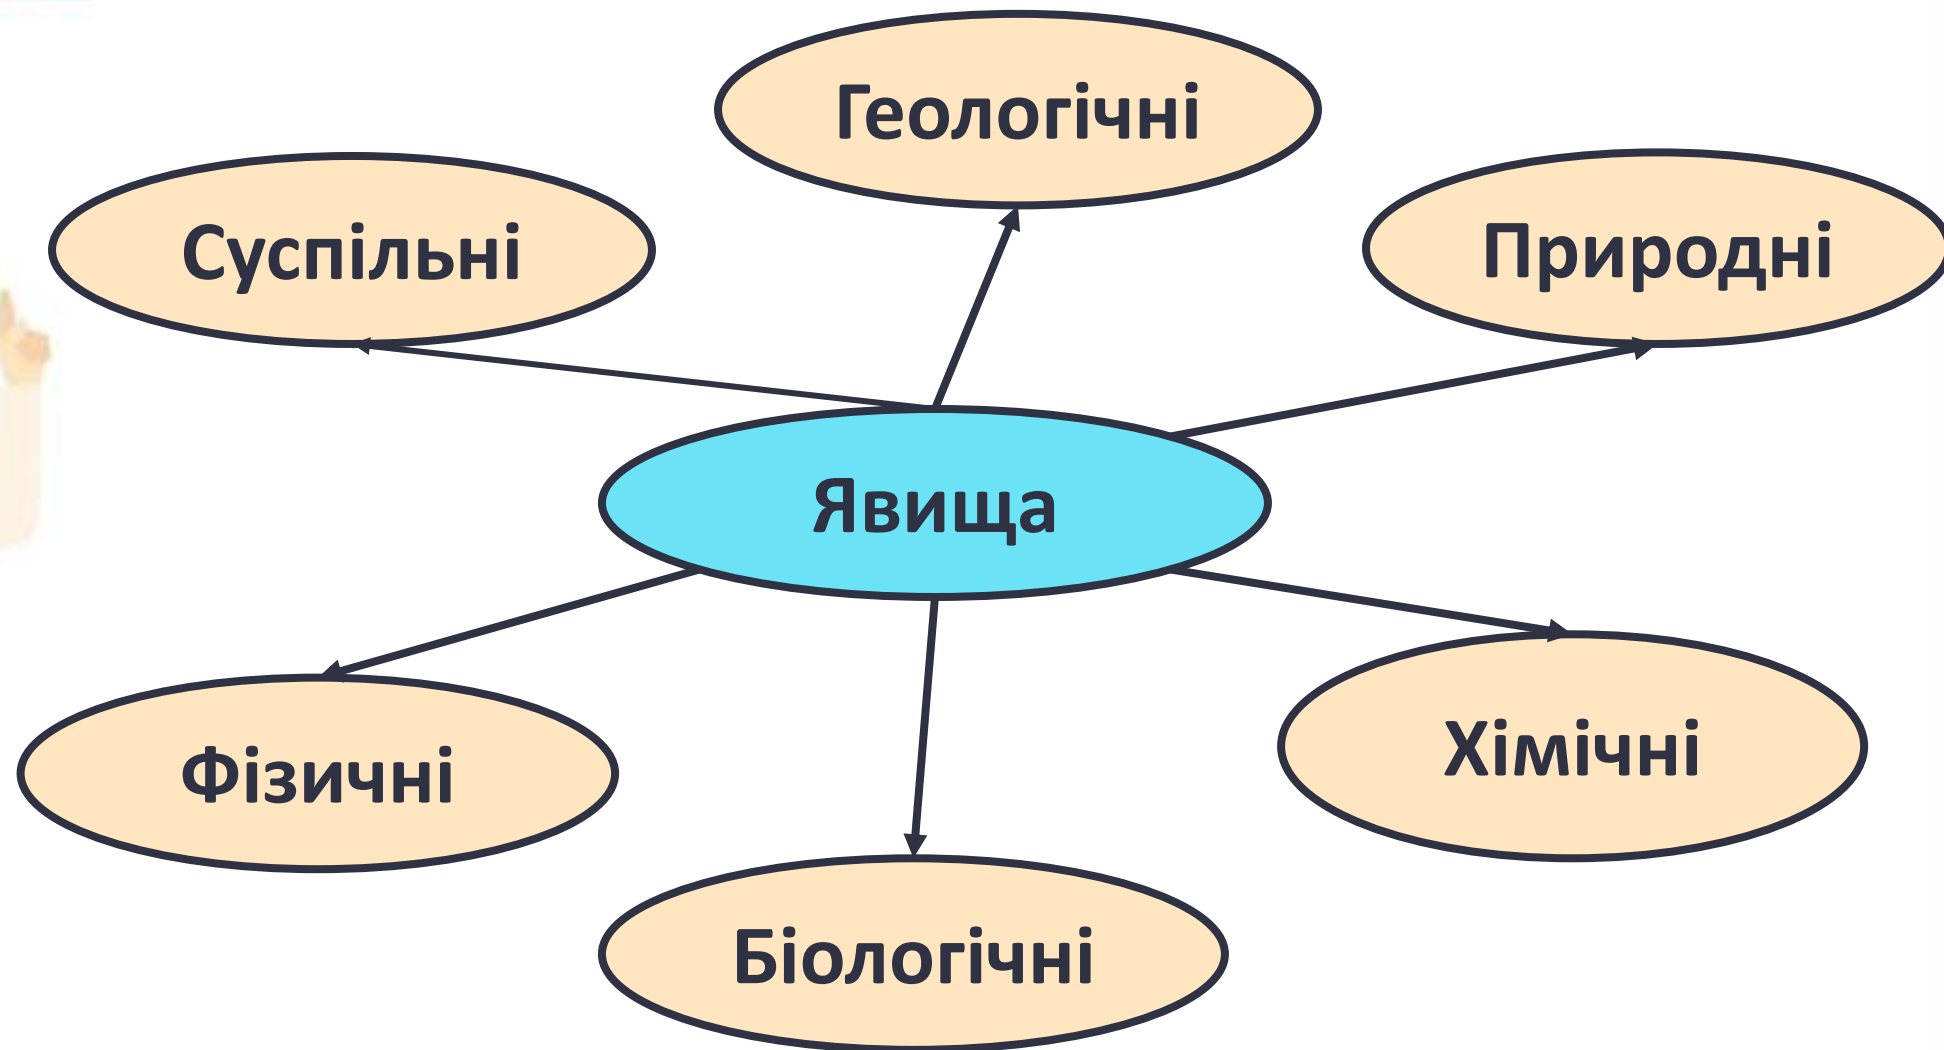 Геологічні
Суспільні
Природні
Явища
Фізичні
Хімічні
Біологічні